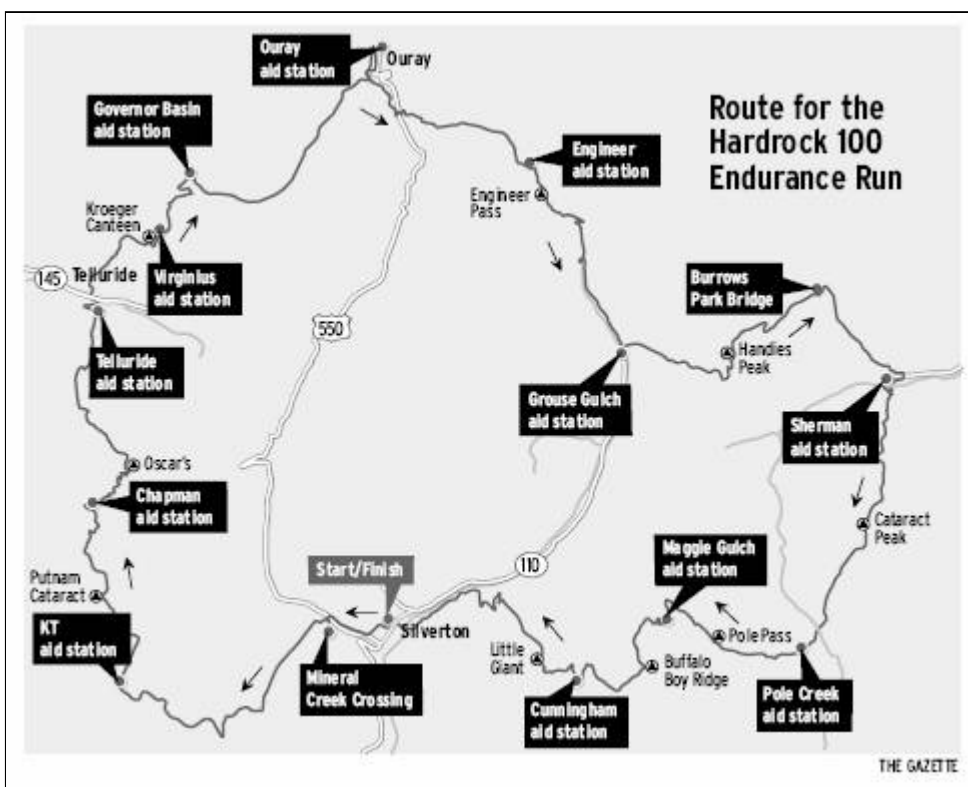 Route for the
Hardrock 100
Endurance Run
Ouray
aid station
Ouray
Governor Basin
aid station
Engineer
aid station
Engineer
Pass
Kroeger
Canteen
145
Telluride
Virginius
aid station
Burrows
Park Bridge
550
Handies
Peak
Telluride
aid station
Grouse Gulch
aid station
Sherman
aid station
Oscar's
Chapman
aid station
Cataract
Peak
Maggie Gulch
aid station
110
Start/Finish
Putnam
Cataract
KT
aid station
Silverton
Pole Pass
Little
Giant
Buffalo
Boy Ridge
Mineral
Creek Crossing
Cunningham
aid station
Pole Creek
aid station
THE GAZETTE